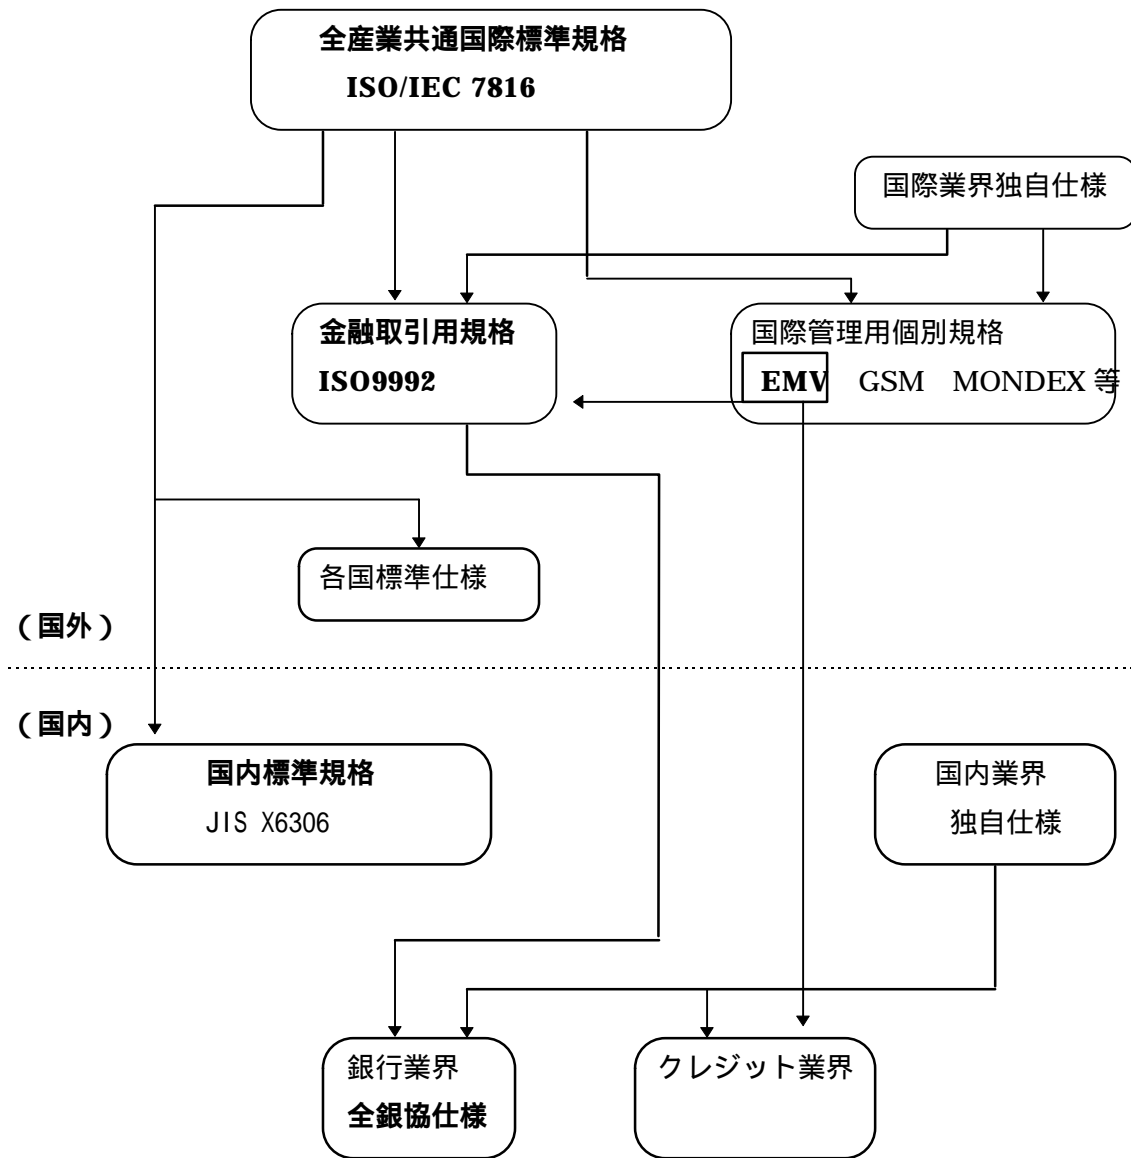 全産業共通国際標準規格
ISO/IEC 7816
国際業界独自仕様
金融取引用規格
ISO9992
国際管理用個別規格
EMV GSM MONDEX 等
各国標準仕様
(国外)
(国内)
国内標準規格
JIS X6306
国内業界
独自仕様
銀行業界
全銀協仕様
クレジット業界